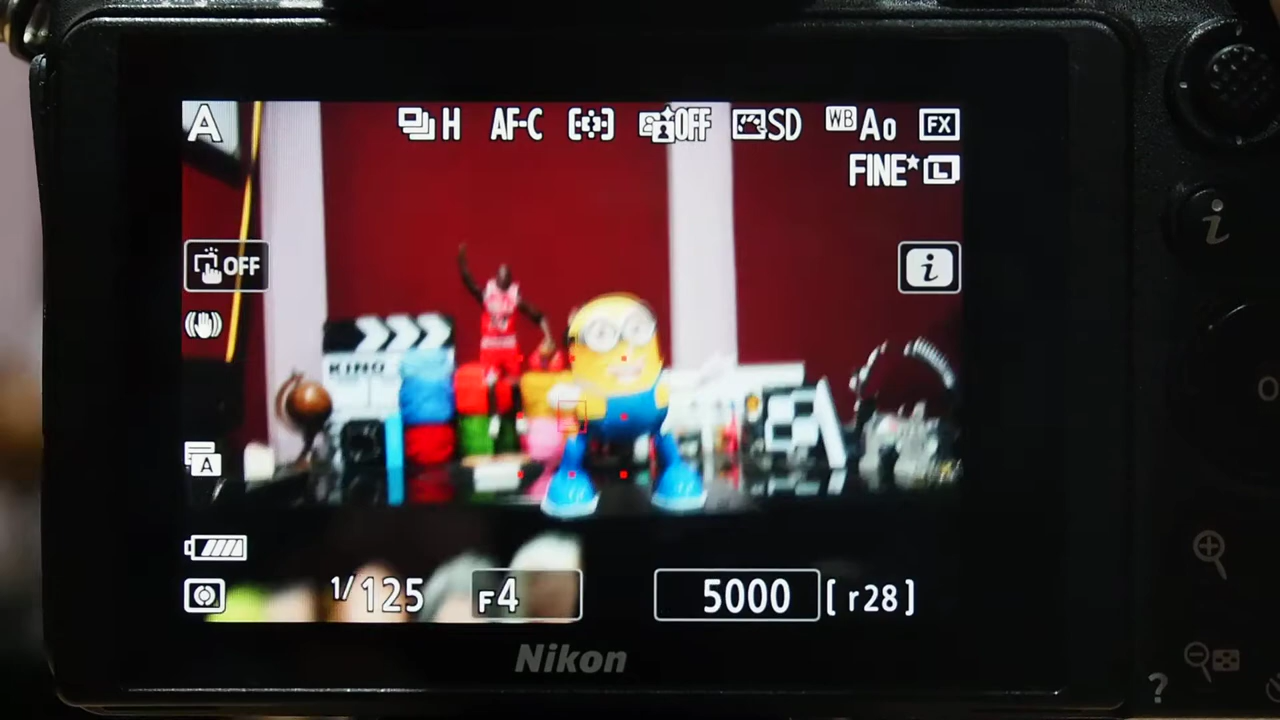 A H AF-C OFF SD WB A0 FX
FINE★ L
OFF i
i
KINO
A
1/125 F4 5000 [ r28 ]
Nikon
?